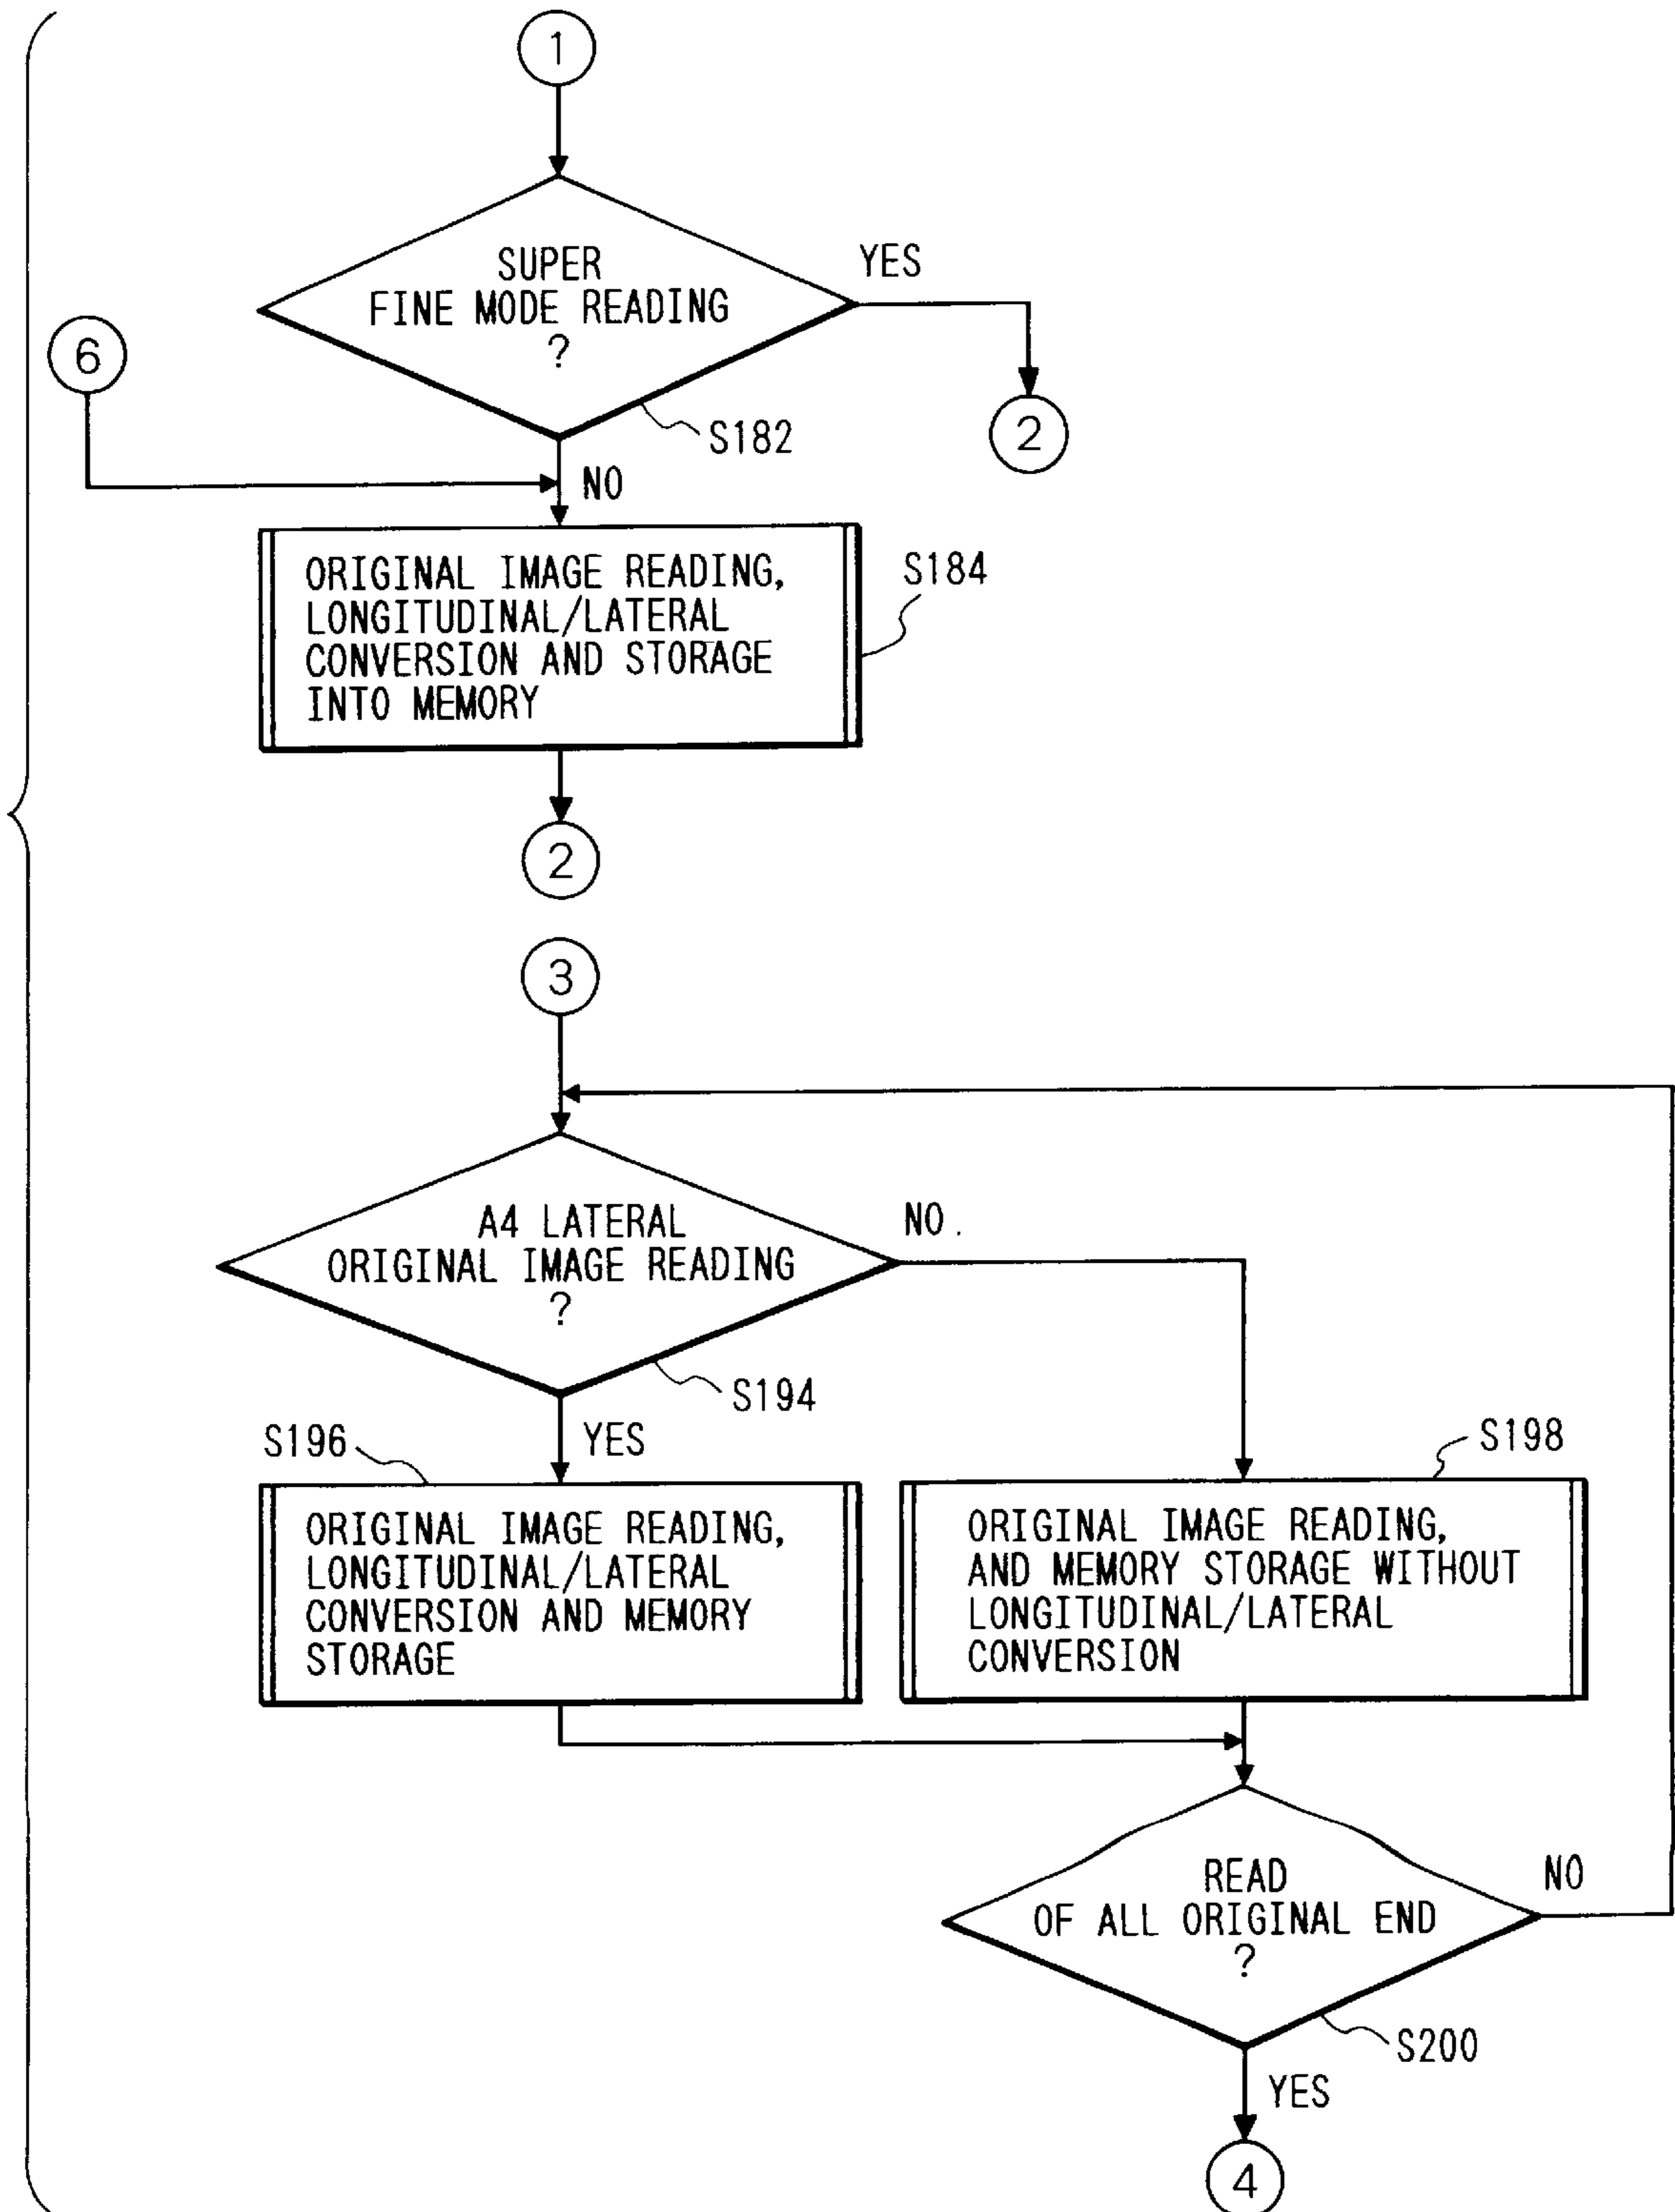 1
SUPER
FINE MODE READING
?
YES
6
2
S182
NO
ORIGINAL IMAGE READING,
LONGITUDINAL/LATERAL
CONVERSION AND STORAGE
INTO MEMORY
S184
2
3
A4 LATERAL
ORIGINAL IMAGE READING
?
NO.
S194
YES
S196
S198
ORIGINAL IMAGE READING,
LONGITUDINAL/LATERAL
CONVERSION AND MEMORY
STORAGE
ORIGINAL IMAGE READING,
AND MEMORY STORAGE WITHOUT
LONGITUDINAL/LATERAL
CONVERSION
READ
OF ALL ORIGINAL END
?
NO
S200
YES
4